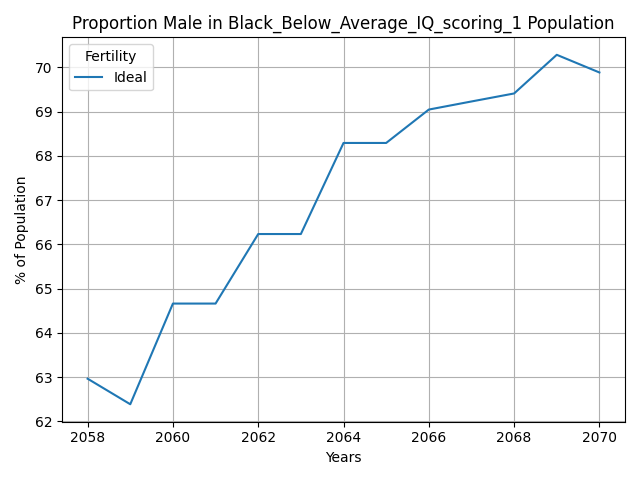 Proportion Male in Black_Below_Average_IQ_scoring_1 Population
Fertility
Ideal
% of Population
70
69
68
67
66
65
64
63
62
2058 2060 2062 2064 2066 2068 2070
Years